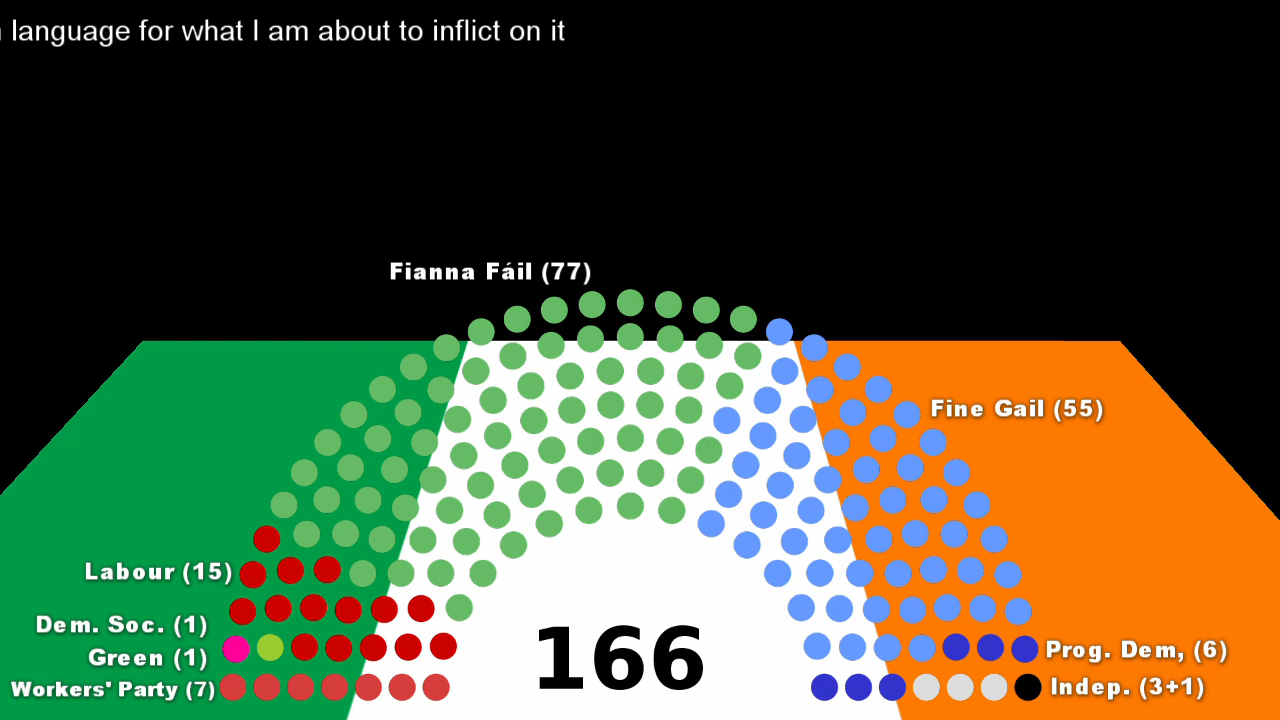 language for what I am about to inflict on it
Fianna Fáil (77)
Fine Gail (55)
Labour (15)
Dem. Soc. (1)
Green (1)
Prog. Dem, (6)
Workers' Party (7)
Indep. (3+1)
166